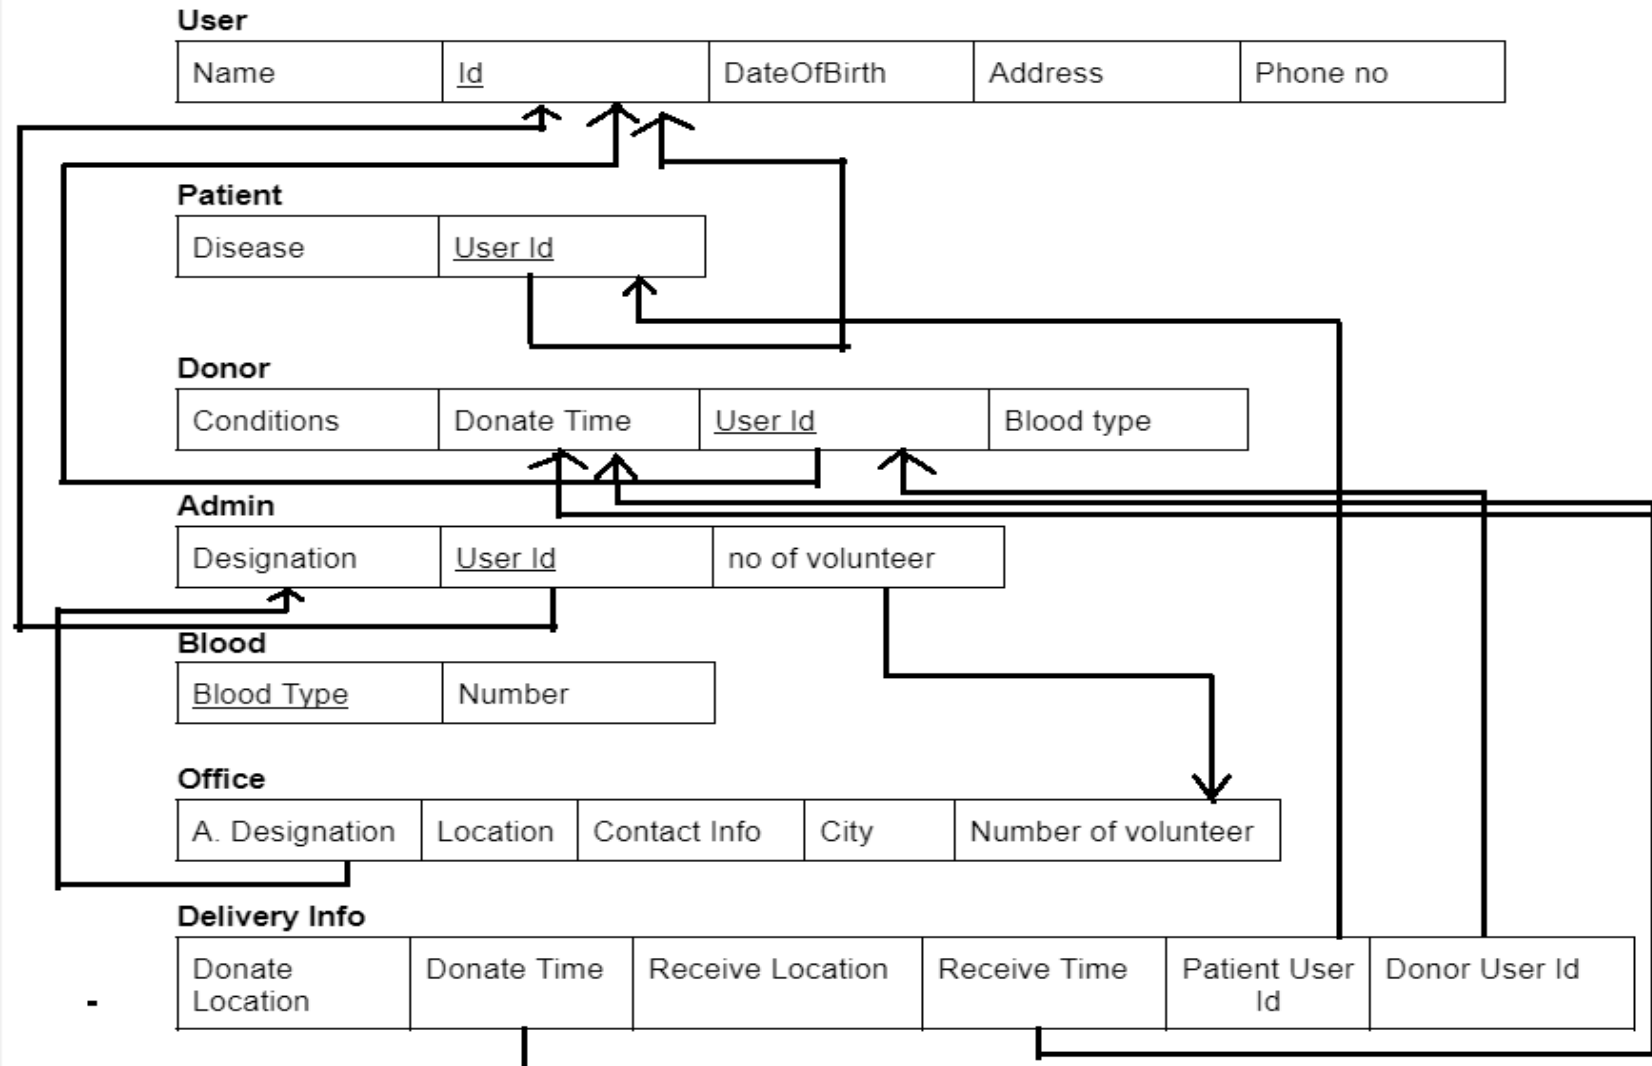 User
Name Id DateOfBirth Address Phone no
Patient
Disease User Id
Donor
Conditions Donate Time User Id Blood type
Admin
Designation User Id no of volunteer
Blood
Blood Type Number
Office
A. Designation Location Contact Info City Number of volunteer
Delivery Info
Donate Location Donate Time Receive Location Receive Time Patient User Id Donor User Id
-